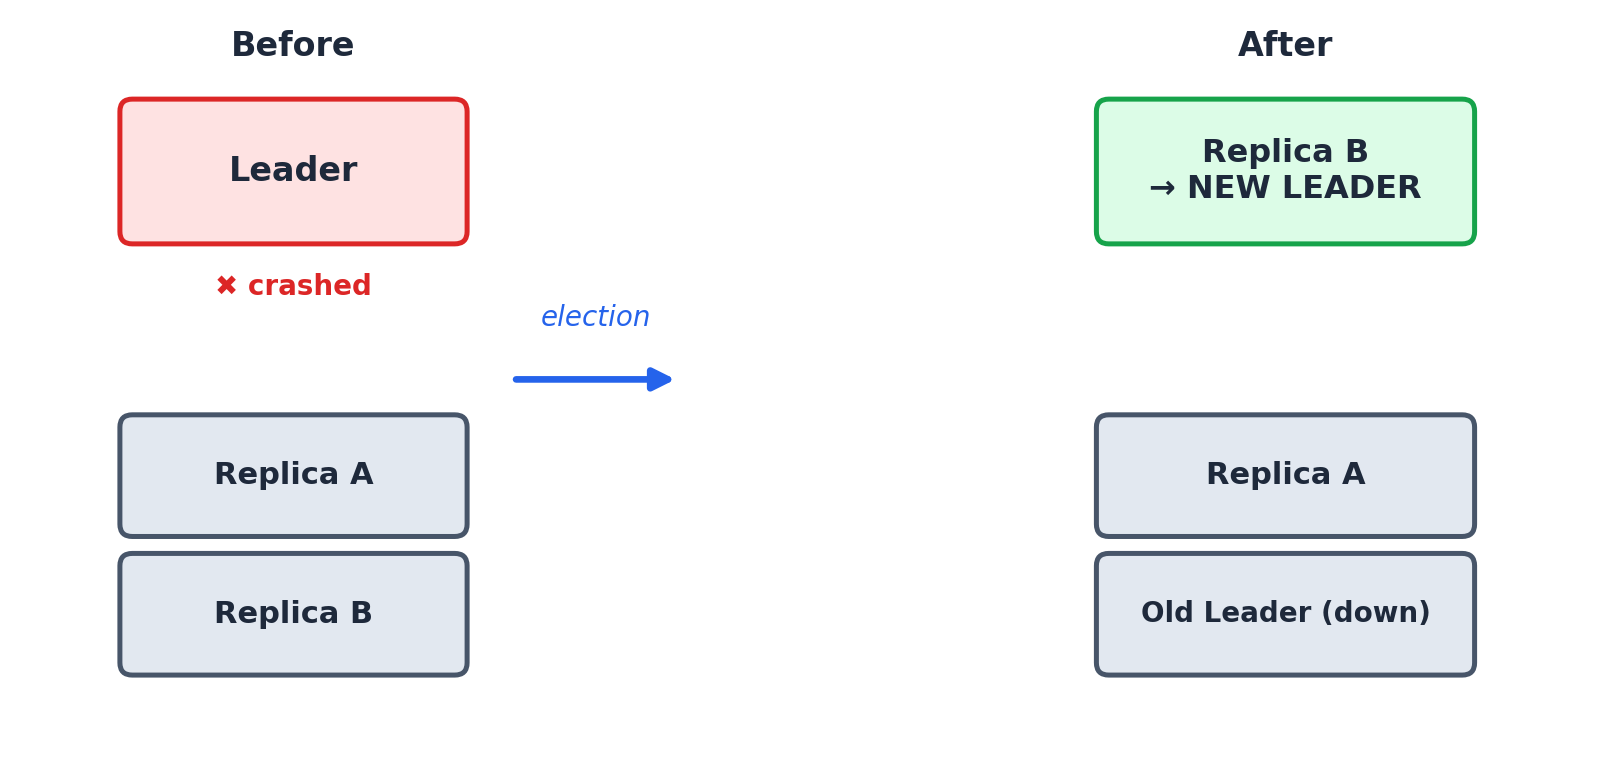 Before
Leader
✖ crashed
Replica A
Replica B
election
After
Replica B
→ NEW LEADER
Replica A
Old Leader (down)